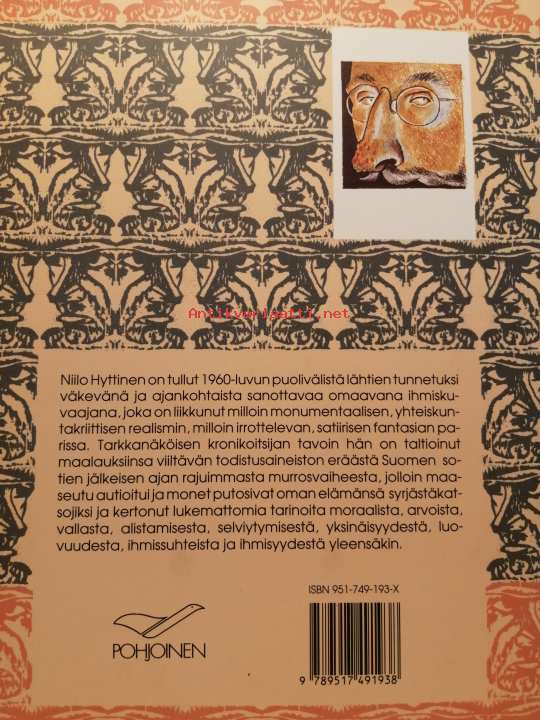 Antikvariaatti.net
Niilo Hyttinen on tullut 1960-luvun puolivälistä lähtien tunnetuksi
väkevänä ja ajankohtaista sanottavaa omaavana ihmisku-
vaajana, joka on liikkunut milloin monumentaalisen, yhteiskun-
takriittisen realismin, milloin irrottelevan, satiirisen fantasian pa-
rissa. Tarkkanäköisen kronikoitsijan tavoin hän on taltioinut
maalauksiinsa viiltävän todistusaineiston eräästä Suomen so-
tien jälkeisen ajan rajuimmasta murrosvaiheesta, jolloin maa-
seutu autioitui ja monet putosivat oman elämänsä syrjästäkat-
sojiksi ja kertonut lukemattomia tarinoita moraalista, arvoista,
vallasta, alistamisesta, selviytymisestä, yksinäisyydestä, luo-
vuudesta, ihmissuhteista ja ihmisyydestä yleensäkin.
ISBN 951-749-193-X
POHJOINEN
9 789517 491938